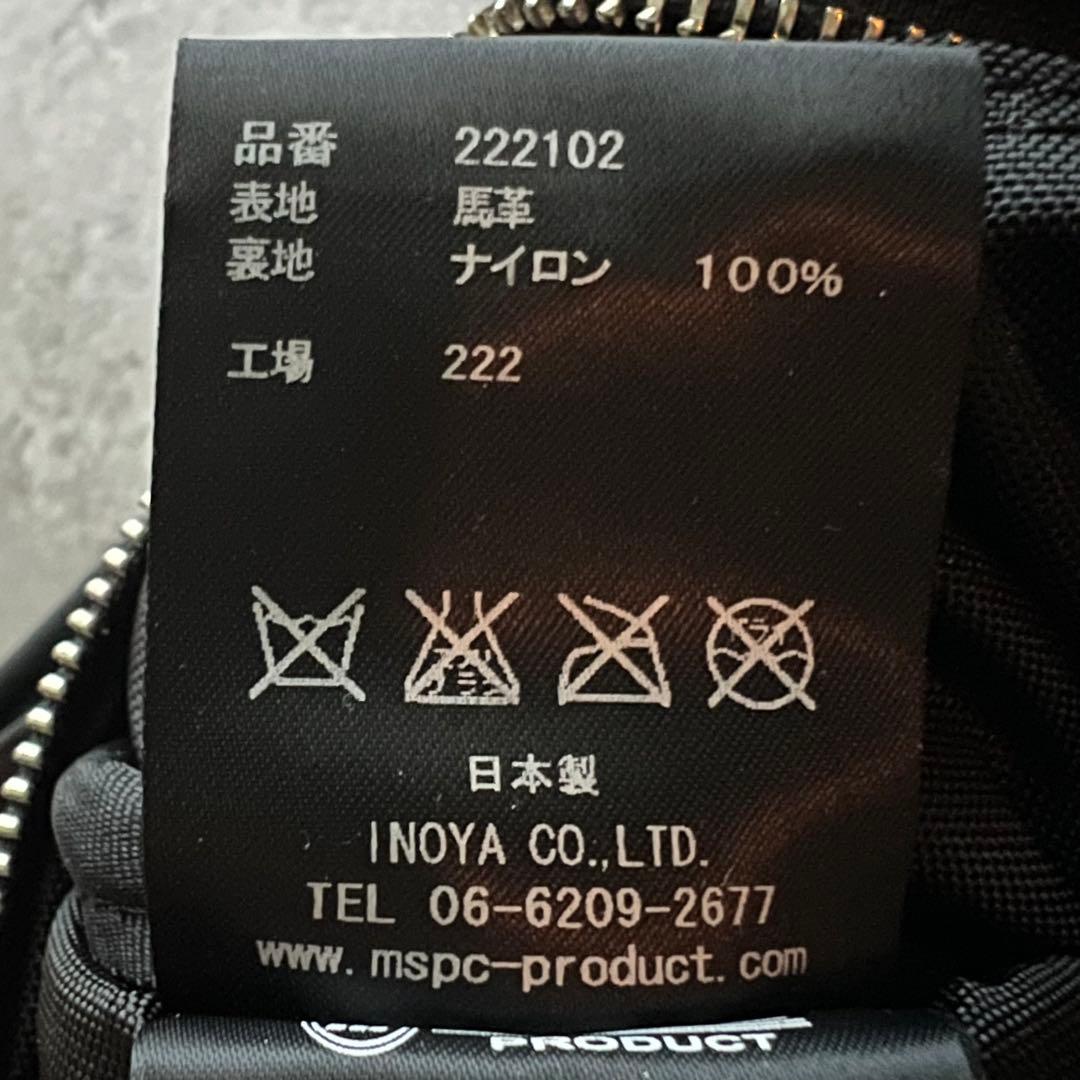 品番 222102
表地 馬革
裏地 ナイロン 100%
工場 222
日本製
INOYA CO.,LTD.
TEL 06-6209-2677
www.mspc-product.com
PRODUCT